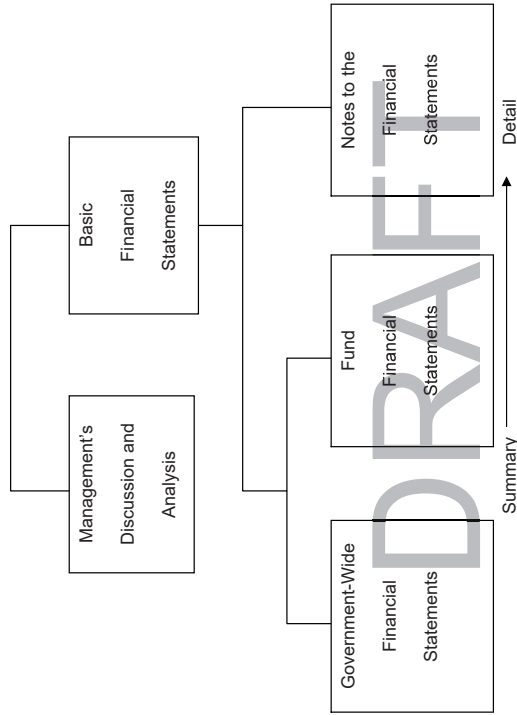 Management's
Discussion and
Analysis
Basic
Financial
Statements
Government-Wide
Financial
Statements
Fund
Financial
Statements
Notes to the
Financial
Statements
Summary
Detail
DRAFT